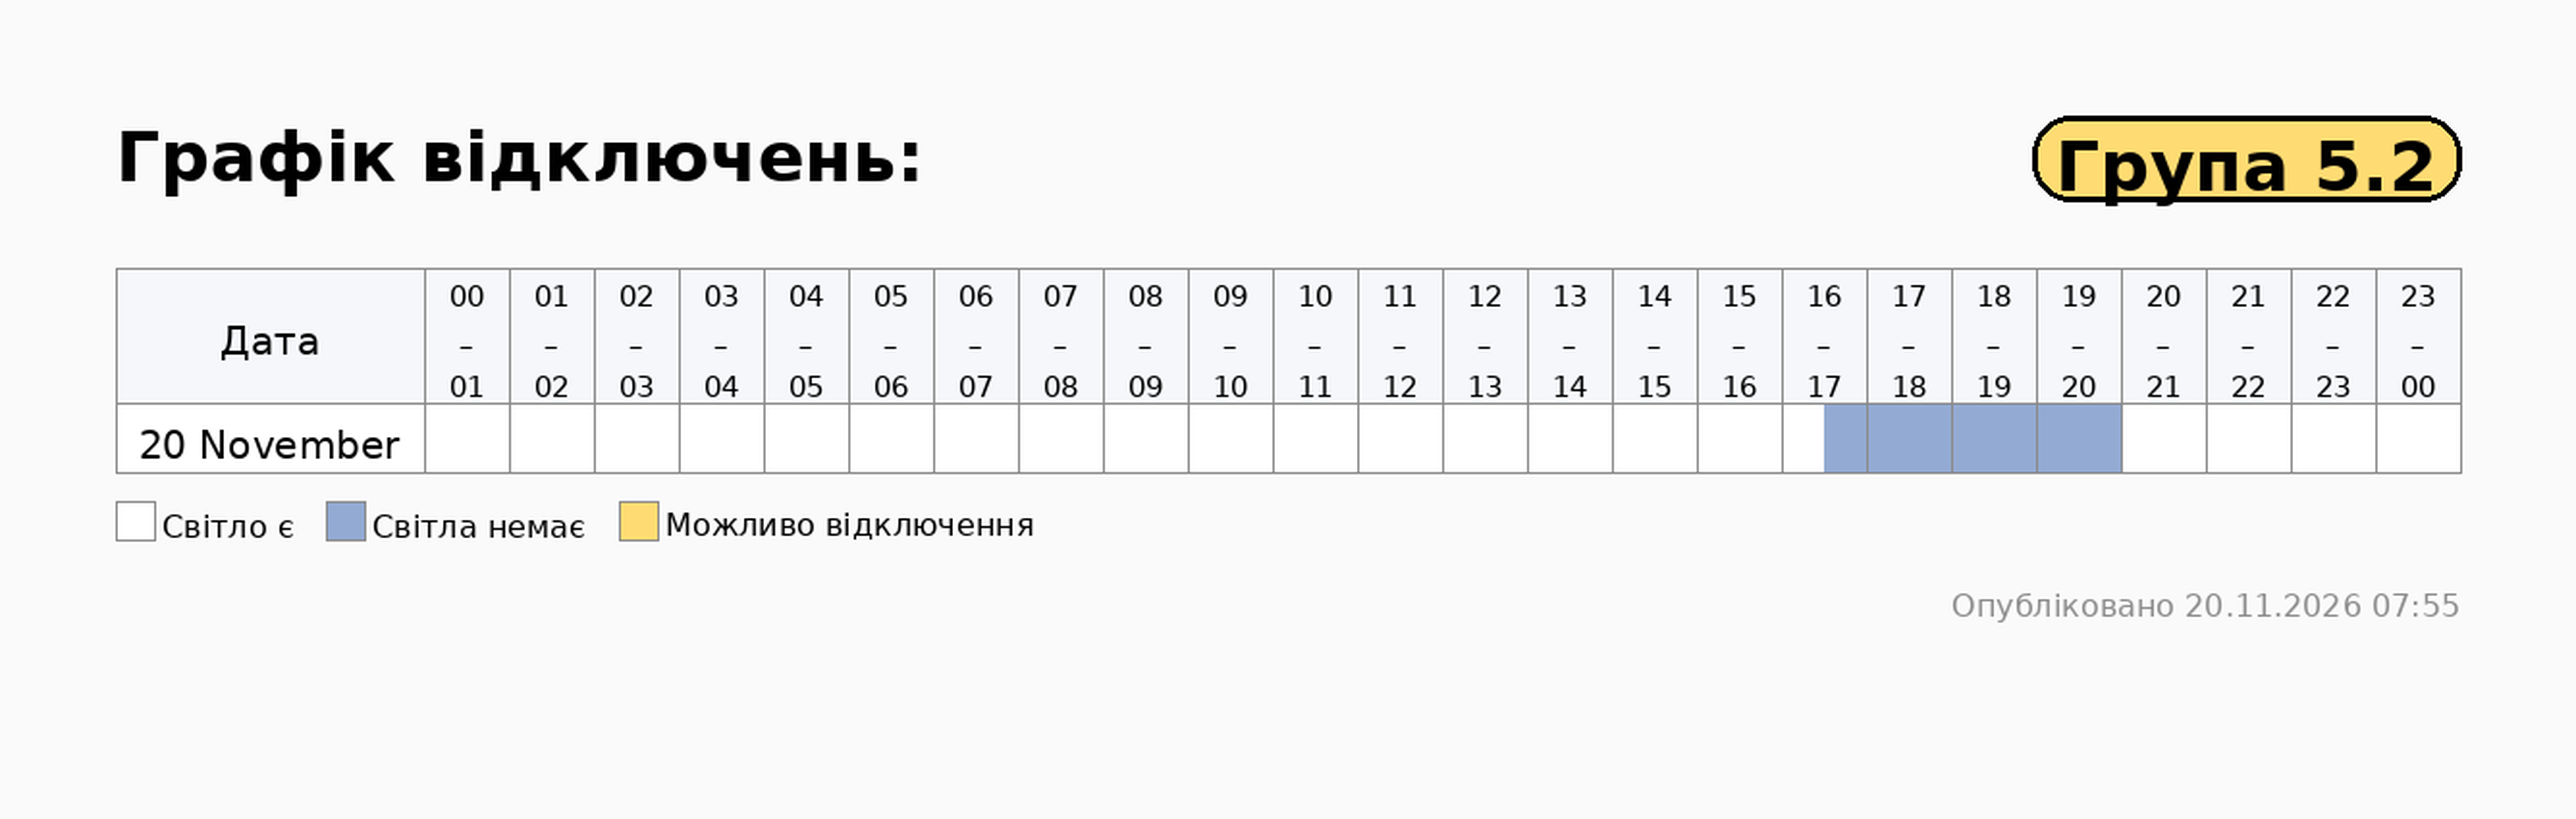 Графік відключень:
Група 5.2
Дата
00 – 01
01 – 02
02 – 03
03 – 04
04 – 05
05 – 06
06 – 07
07 – 08
08 – 09
09 – 10
10 – 11
11 – 12
12 – 13
13 – 14
14 – 15
15 – 16
16 – 17
17 – 18
18 – 19
19 – 20
20 – 21
21 – 22
22 – 23
23 – 00
20 November
Світло є
Світла немає
Можливо відключення
Опубліковано 20.11.2026 07:55